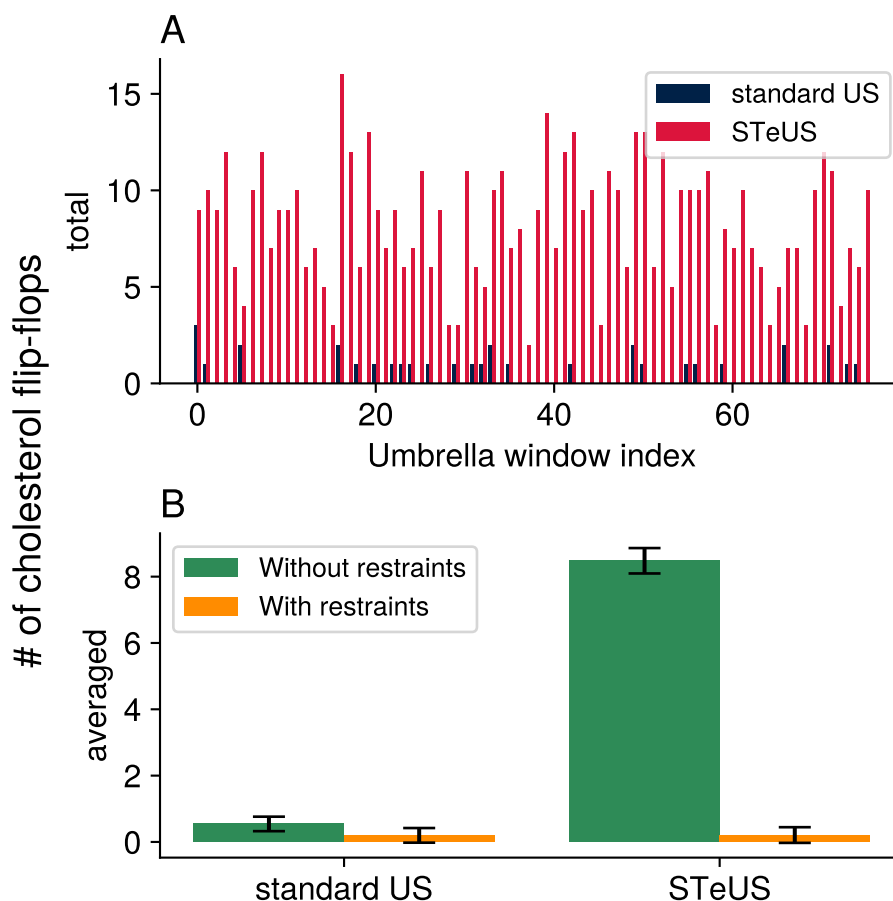 A
15
10
5
0
total
standard US
STeUS
0 20 40 60
Umbrella window index
# of cholesterol flip-flops
B
8
6
4
2
0
averaged
Without restraints
With restraints
standard US STeUS